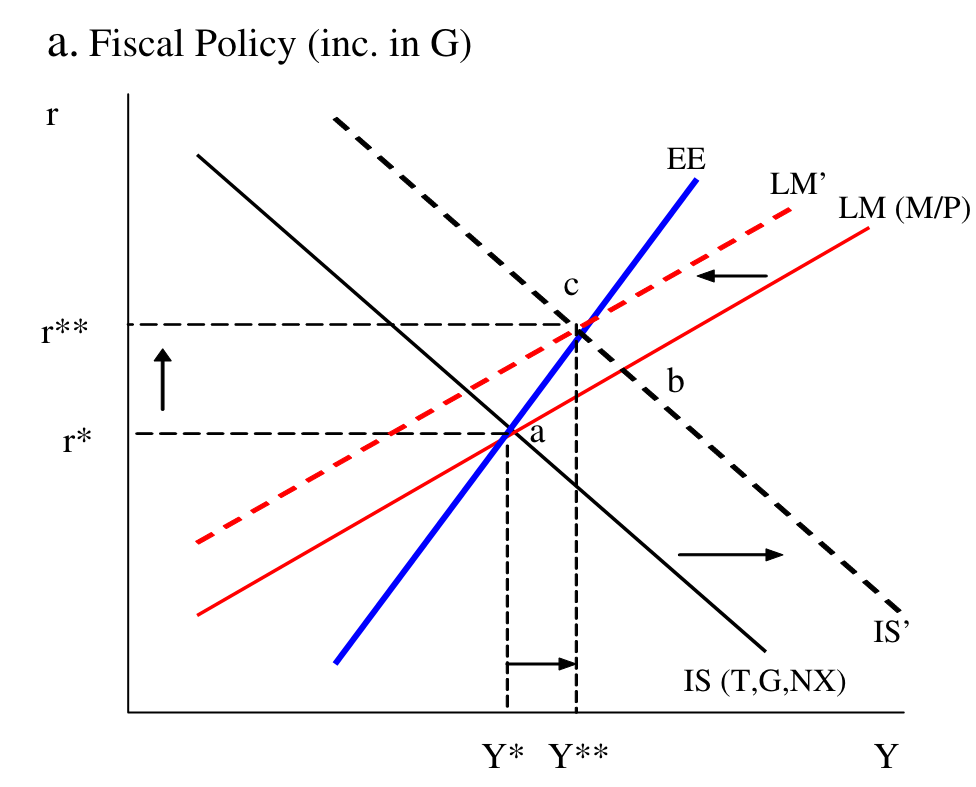 a. Fiscal Policy (inc. in G)
r
EE
LM’
LM (M/P)
c
r**
b
r*
a
IS’
IS (T,G,NX)
Y* Y** Y